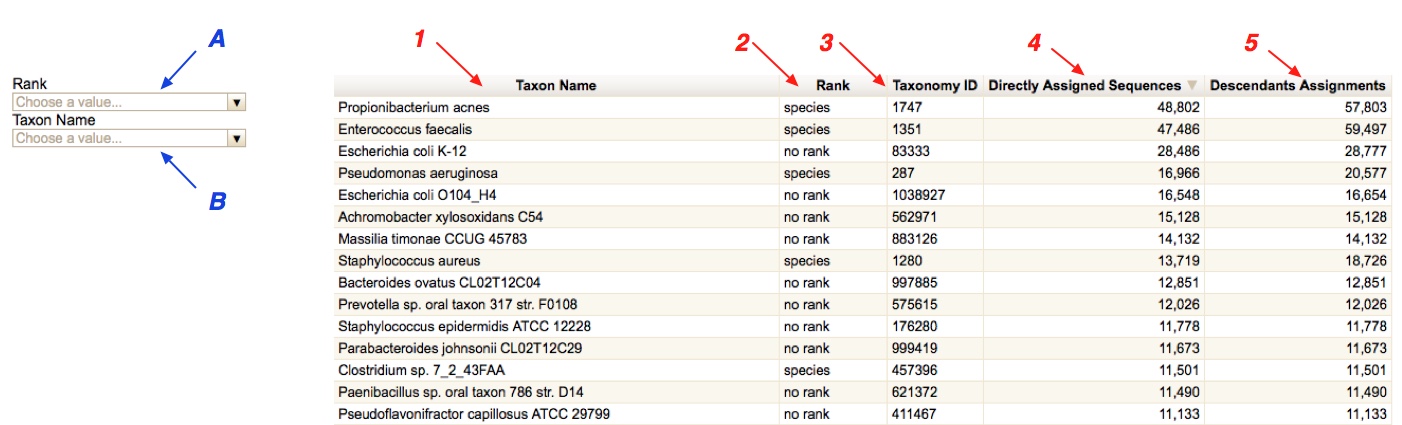 A
Rank
Choose a value...
Taxon Name
Choose a value...
B
1 2 3 4 5
Taxon Name Rank Taxonomy ID Directly Assigned Sequences Descendants Assignments
Propionibacterium acnes species 1747 48,802 57,803
Enterococcus faecalis species 1351 47,486 59,497
Escherichia coli K-12 no rank 83333 28,486 28,777
Pseudomonas aeruginosa species 287 16,966 20,577
Escherichia coli O104_H4 no rank 1038927 16,548 16,654
Achromobacter xylosoxidans C54 no rank 562971 15,128 15,128
Massilia timonae CCUG 45783 no rank 883126 14,132 14,132
Staphylococcus aureus species 1280 13,719 18,726
Bacteroides ovatus CL02T12C04 no rank 997885 12,851 12,851
Prevotella sp. oral taxon 317 str. F0108 no rank 575615 12,026 12,026
Staphylococcus epidermidis ATCC 12228 no rank 176280 11,778 11,778
Parabacteroides johnsonii CL02T12C29 no rank 999419 11,673 11,673
Clostridium sp. 7_2_43FAA species 457396 11,501 11,501
Paenibacillus sp. oral taxon 786 str. D14 no rank 621372 11,490 11,490
Pseudoflavonifractor capillosus ATCC 29799 no rank 411467 11,133 11,133